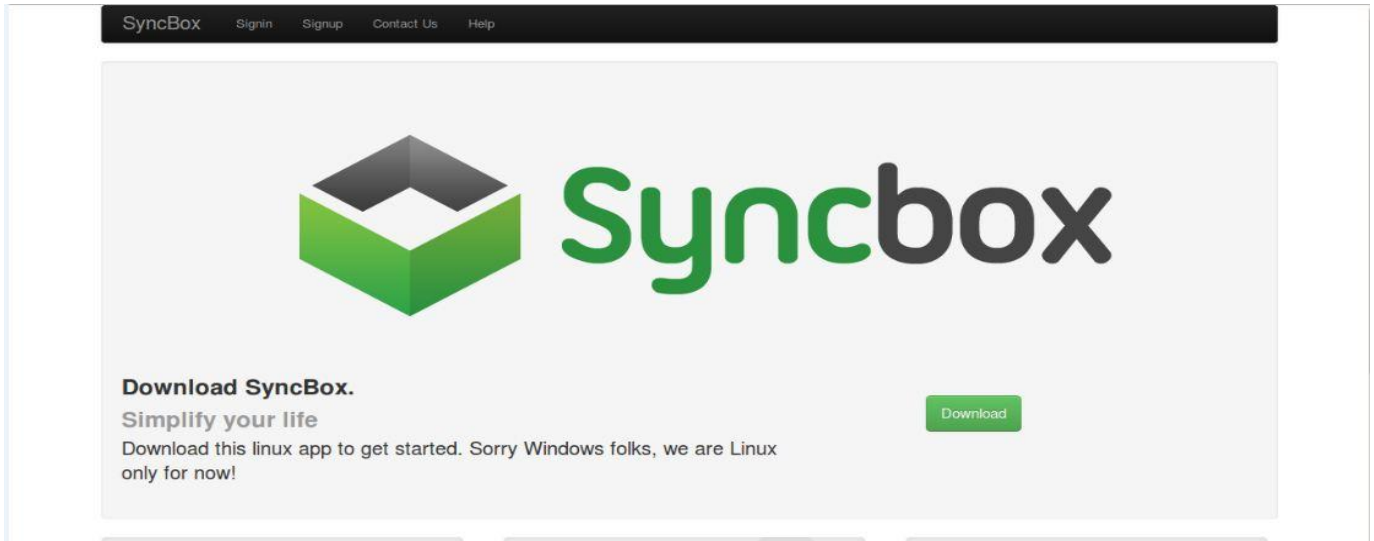 SyncBox Signin Signup Contact Us Help
Syncbox
Download SyncBox.
Simplify your life
Download this linux app to get started. Sorry Windows folks, we are Linux
only for now!
Download